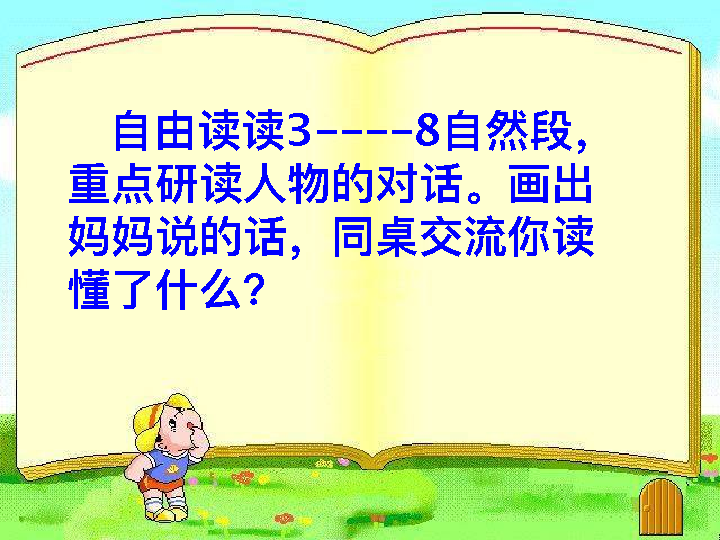 自由读读3----8自然段，
重点研读人物的对话。画出
妈妈说的话，同桌交流你读
懂了什么？